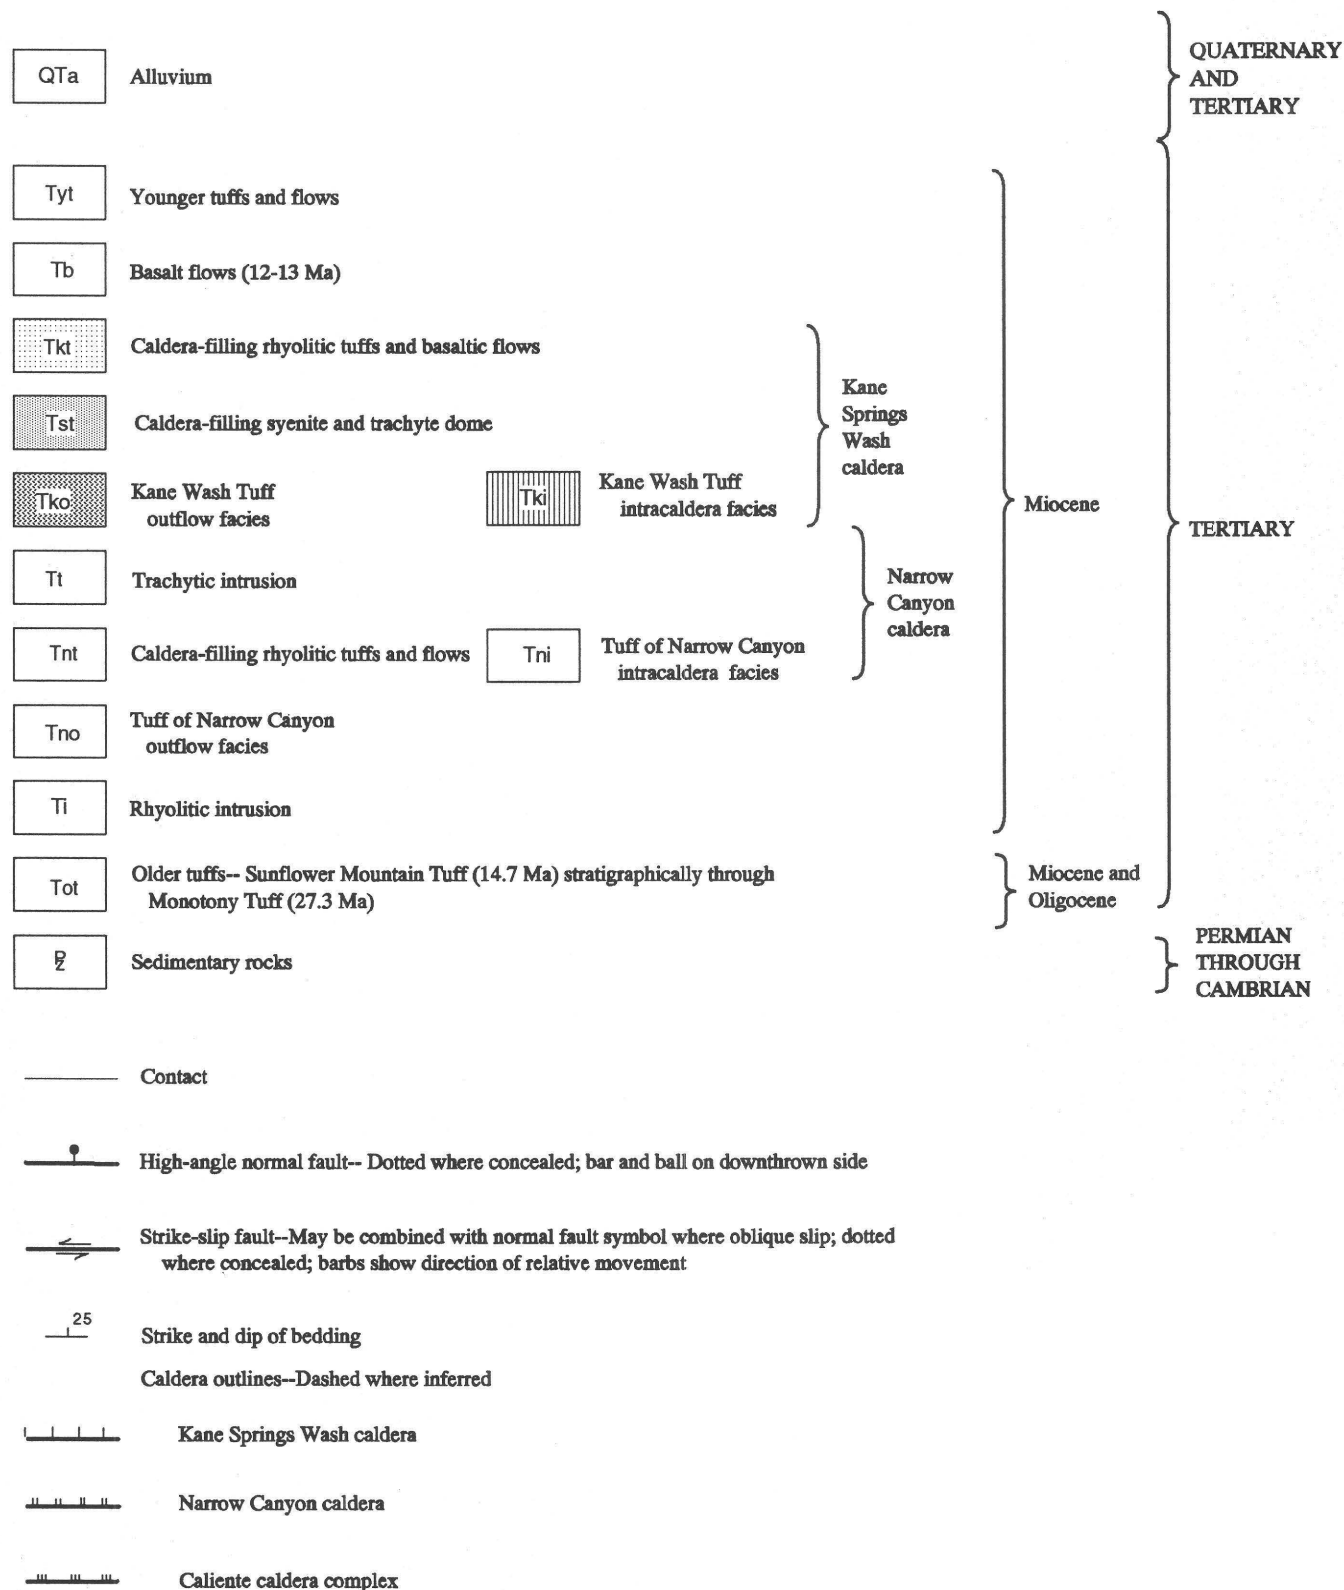 QTa Alluvium
QUATERNARY
AND
TERTIARY
Tyt Younger tuffs and flows
Tb Basalt flows (12-13 Ma)
Tkt Caldera-filling rhyolitic tuffs and basaltic flows
Tst Caldera-filling syenite and trachyte dome
Tko Kane Wash Tuff
outflow facies
Tki Kane Wash Tuff
intracaldera facies
Kane
Springs
Wash
caldera
Tt Trachytic intrusion
Tnt Caldera-filling rhyolitic tuffs and flows
Tni Tuff of Narrow Canyon
intracaldera facies
Narrow
Canyon
caldera
Tno Tuff of Narrow Canyon
outflow facies
Ti Rhyolitic intrusion
Miocene
Tot Older tuffs-- Sunflower Mountain Tuff (14.7 Ma) stratigraphically through
Monotony Tuff (27.3 Ma)
Miocene and
Oligocene
TERTIARY
Sedimentary rocks
PERMIAN
THROUGH
CAMBRIAN
Contact
High-angle normal fault-- Dotted where concealed; bar and ball on downthrown side
Strike-slip fault--May be combined with normal fault symbol where oblique slip; dotted
where concealed; barbs show direction of relative movement
25
Strike and dip of bedding
Caldera outlines--Dashed where inferred
Kane Springs Wash caldera
Narrow Canyon caldera
Caliente caldera complex